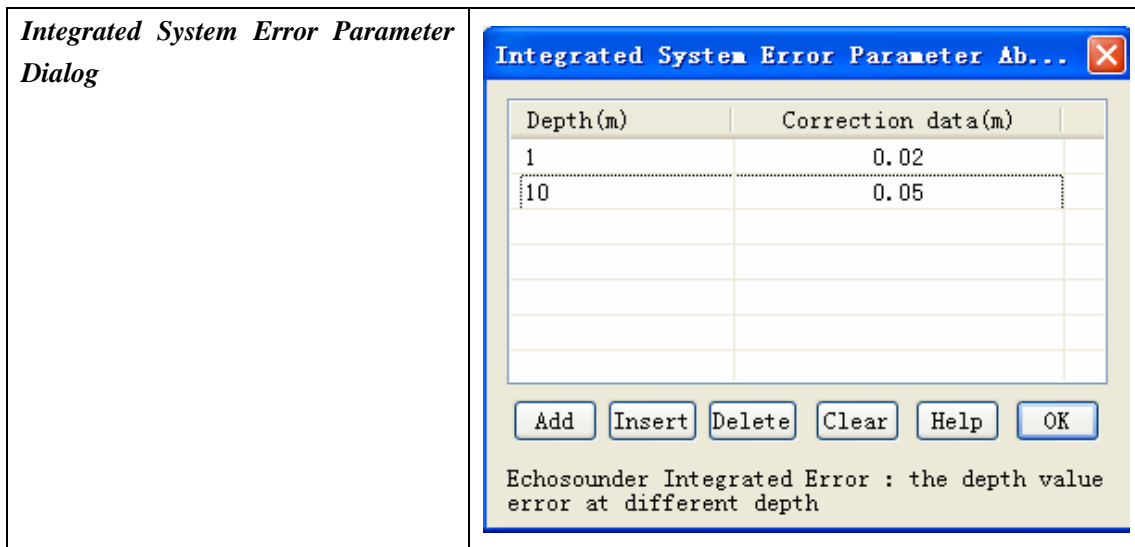 Integrated System Error Parameter
Dialog
Integrated System Error Parameter Ab...
Depth(m) Correction data(m)
1 0.02
10 0.05
Add Insert Delete Clear Help OK
Echosounder Integrated Error : the depth value
error at different depth